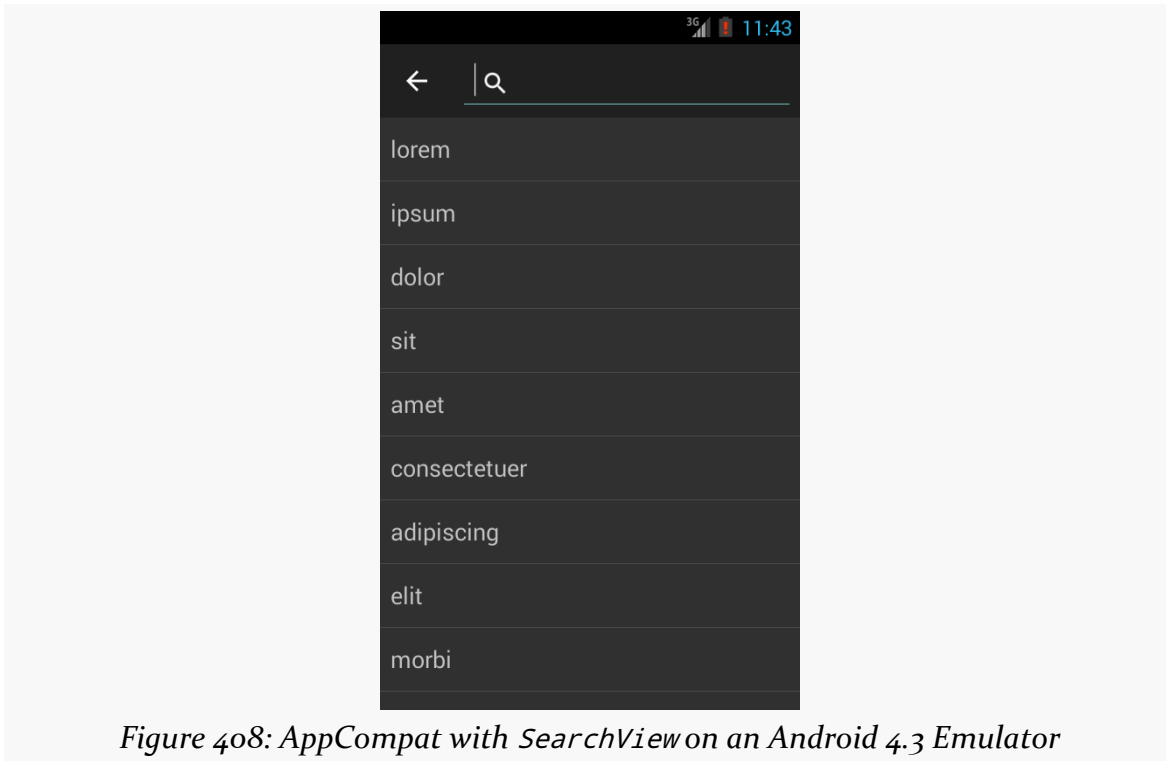 3G 11:43
lorem
ipsum
dolor
sit
amet
consectetuer
adipiscing
elit
morbi
Figure 408: AppCompat with SearchView on an Android 4.3 Emulator